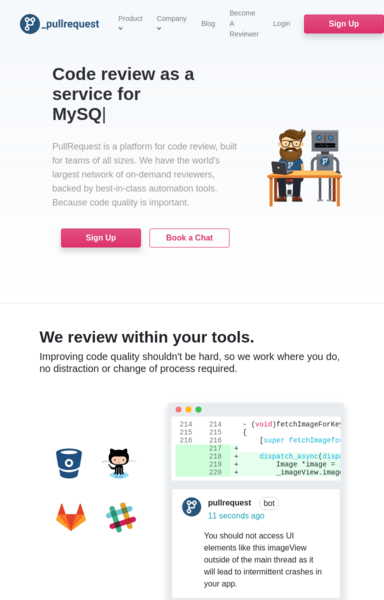 _pullrequest
Product
Company
Blog
Become
A
Reviewer
Login
Sign Up
Code review as a
service for
MySQ|
PullRequest is a platform for code review, built
for teams of all sizes. We have the world's
largest network of on-demand reviewers,
backed by best-in-class automation tools.
Because code quality is important.
Sign Up
Book a Chat
We review within your tools.
Improving code quality shouldn't be hard, so we work where you do,
no distraction or change of process required.
214 214 - (void)fetchImageForKey
215 215 {
216 216 [super fetchImagefo
217 +
218 + dispatch_async(dispa
219 + Image *image =
220 + _imageView.image
pullrequest bot
11 seconds ago
You should not access UI
elements like this imageView
outside of the main thread as it
will lead to intermittent crashes in
your app.